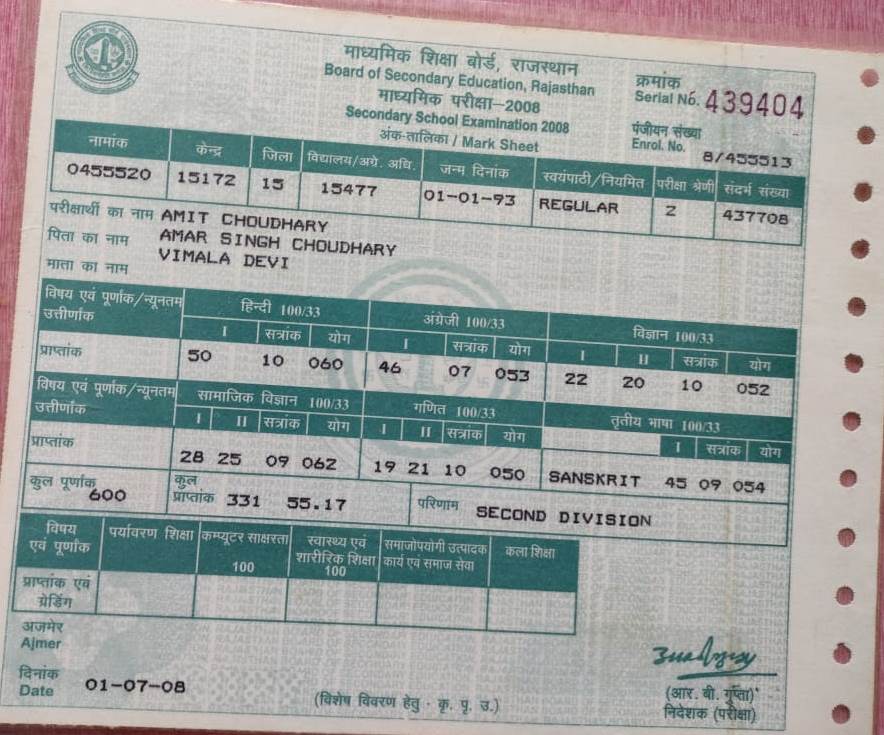 माध्यमिक शिक्षा बोर्ड, राजस्थान
Board of Secondary Education, Rajasthan
माध्यमिक परीक्षा-2008
Secondary School Examination 2008
अंक-तालिका / Mark Sheet
क्रमांक
Serial No. 439404
पंजीयन संख्या
Enrol. No. 8/455513
नामांक केन्द्र जिला विद्यालय/अग्रे. अधि. जन्म दिनांक स्वयंपाठी/नियमित परीक्षा श्रेणी संदर्भ संख्या
0455520 15172 15 15477 01-01-93 REGULAR 2 437708
परीक्षार्थी का नाम AMIT CHOUDHARY
पिता का नाम AMAR SINGH CHOUDHARY
माता का नाम VIMALA DEVI
विषय एवं पूर्णांक/न्यूनतम उत्तीर्णांक हिन्दी 100/33 अंग्रेजी 100/33 विज्ञान 100/33
I सत्रांक योग I सत्रांक योग I II सत्रांक योग
प्राप्तांक 50 10 060 46 07 053 22 20 10 052
विषय एवं पूर्णांक/न्यूनतम उत्तीर्णांक सामाजिक विज्ञान 100/33 गणित 100/33 तृतीय भाषा 100/33
I II सत्रांक योग I II सत्रांक योग I सत्रांक योग
प्राप्तांक 28 25 09 062 19 21 10 050 SANSKRIT 45 09 054
कुल पूर्णांक 600 कुल प्राप्तांक 331 55.17 परिणाम SECOND DIVISION
विषय एवं पूर्णांक पर्यावरण शिक्षा कम्प्यूटर साक्षरता 100 स्वास्थ्य एवं शारीरिक शिक्षा 100 समाजोपयोगी उत्पादक कार्य एवं समाज सेवा कला शिक्षा
प्राप्तांक एवं ग्रेडिंग
अजमेर
Ajmer
दिनांक
Date 01-07-08
(विशेष विवरण हेतु - कृ. पृ. उ.)
(आर. बी. गुप्ता)
निदेशक (परीक्षा)